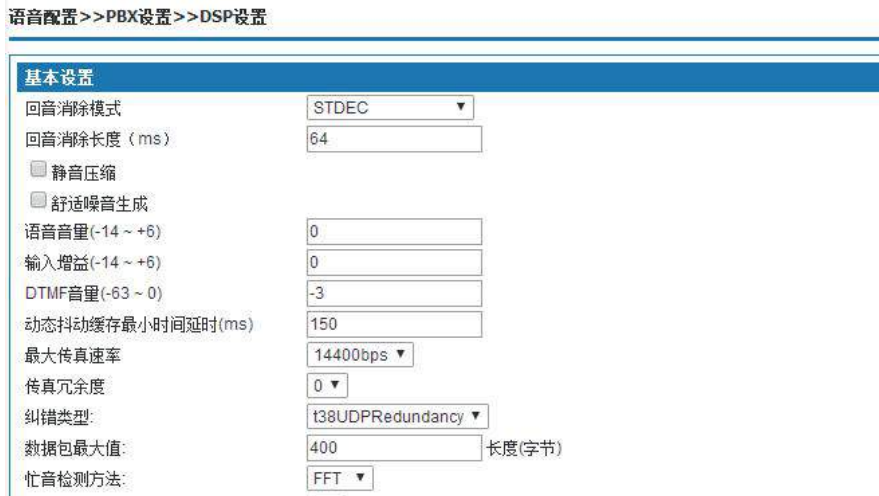 语音配置>>PBX设置>>DSP设置
基本设置
回音消除模式 STDEC
回音消除长度（ms） 64
静音压缩
舒适噪音生成
语音音量(-14 ~ +6) 0
输入增益(-14 ~ +6) 0
DTMF音量(-63 ~ 0) -3
动态抖动缓存最小时间延时(ms) 150
最大传真速率 14400bps
传真冗余度 0
纠错类型: t38UDPRedundancy
数据包最大值: 400 长度(字节)
忙音检测方法: FFT